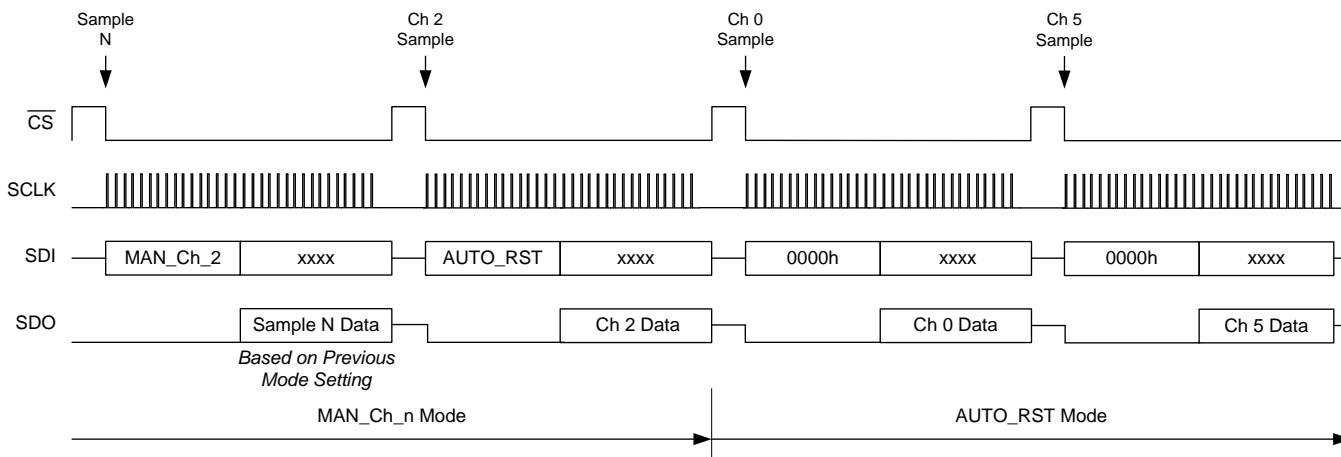 Sample
N
Ch 2
Sample
Ch 0
Sample
Ch 5
Sample
CS
SCLK
SDI
MAN_Ch_2
xxxx
AUTO_RST
xxxx
0000h
xxxx
0000h
xxxx
SDO
Sample N Data
Ch 2 Data
Ch 0 Data
Ch 5 Data
Based on Previous
Mode Setting
MAN_Ch_n Mode
AUTO_RST Mode